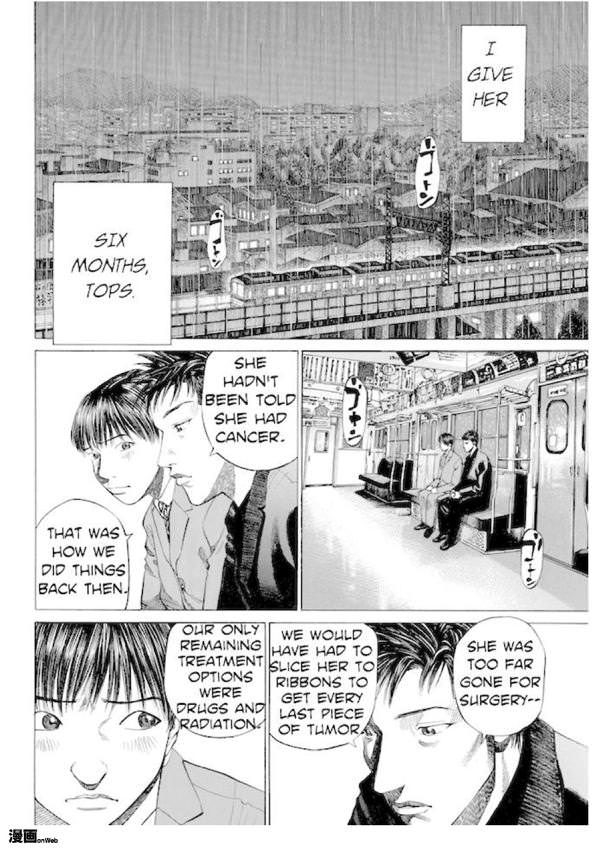 I
GIVE
HER
ゴトン
ゴトン
SIX
MONTHS,
TOPS.
ゴトン
ゴトン
SHE
HADN'T
BEEN TOLD
SHE HAD
CANCER.
THAT WAS
HOW WE
DID THINGS
BACK THEN.
SHE WAS
TOO FAR
GONE FOR
SURGERY--
WE WOULD
HAVE HAD TO
SLICE HER TO
RIBBONS TO
GET EVERY
LAST PIECE
OF TUMOR.
OUR ONLY
REMAINING
TREATMENT
OPTIONS
WERE
DRUGS AND
RADIATION.
漫画onWeb